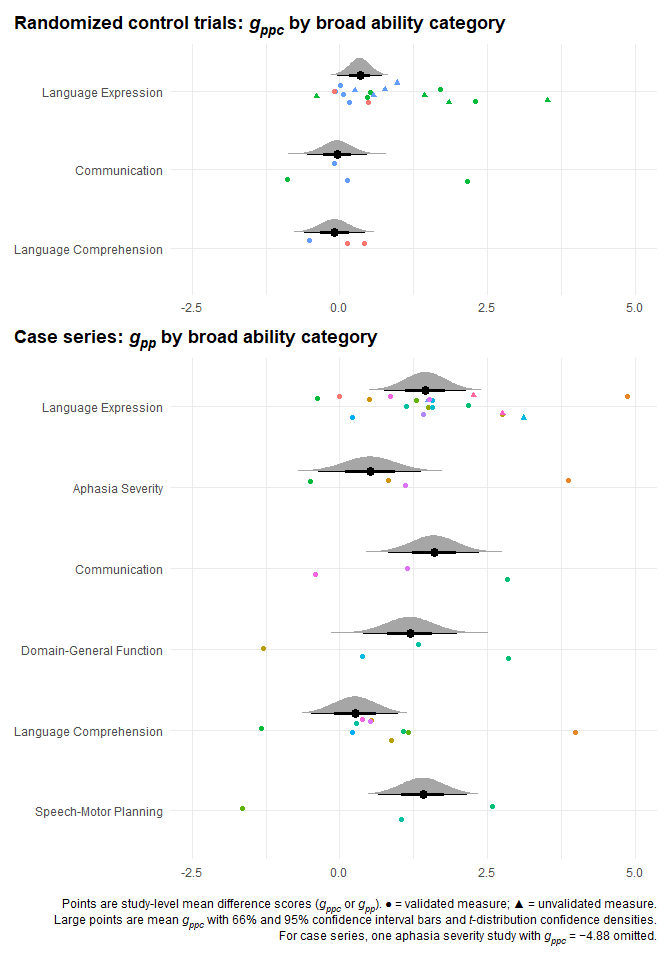 Randomized control trials: gppc by broad ability category
Language Expression
Communication
Language Comprehension
-2.5 0.0 2.5 5.0
Case series: gpp by broad ability category
Language Expression
Aphasia Severity
Communication
Domain-General Function
Language Comprehension
Speech-Motor Planning
-2.5 0.0 2.5 5.0
Points are study-level mean difference scores (gppc or gpp). ● = validated measure; ▲ = unvalidated measure.
Large points are mean gppc with 66% and 95% confidence interval bars and t-distribution confidence densities.
For case series, one aphasia severity study with gppc = −4.88 omitted.